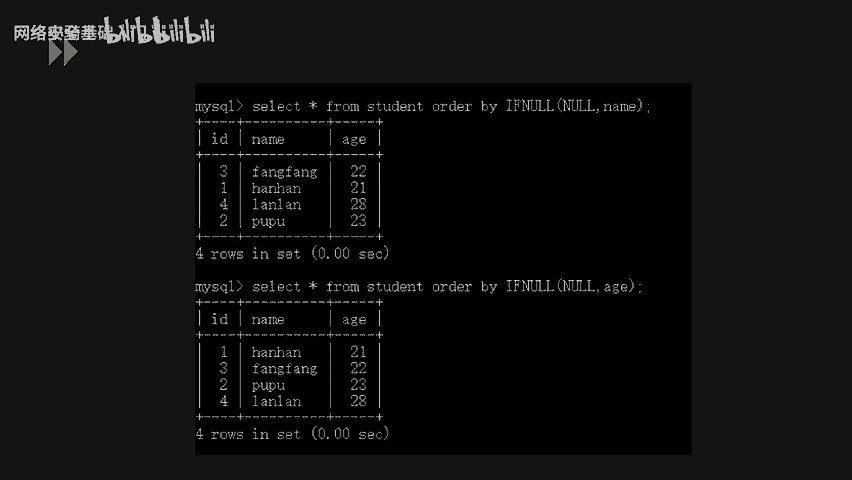 网络安全基础入门 bilibili
mysql> select * from student order by IFNULL(NULL,name);
+----+----------+-----+
| id | name     | age |
+----+----------+-----+
| 3 | fangfang | 22 |
| 1 | hanhan   | 21 |
| 4 | lanlan   | 28 |
| 2 | pupu     | 23 |
+----+----------+-----+
4 rows in set (0.00 sec)
mysql> select * from student order by IFNULL(NULL,age);
+----+----------+-----+
| id | name     | age |
+----+----------+-----+
| 1 | hanhan   | 21 |
| 3 | fangfang | 22 |
| 2 | pupu     | 23 |
| 4 | lanlan   | 28 |
+----+----------+-----+
4 rows in set (0.00 sec)